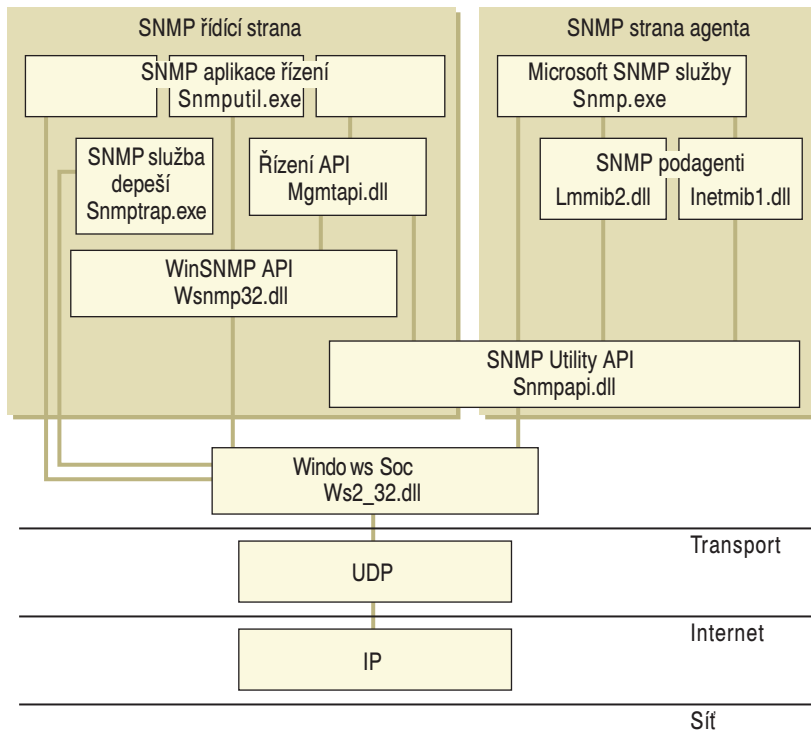 SNMP řídící strana
SNMP aplikace řízení
Snmputil.exe
SNMP služba
depeší
Snmptrap.exe
Řízení API
Mgmtapi.dll
WinSNMP API
Wsnmp32.dll
SNMP strana agenta
Microsoft SNMP služby
Snmp.exe
SNMP podagenti
Lmmib2.dll
Inetmib1.dll
SNMP Utility API
Snmpapi.dll
Windo ws Soc
Ws2_32.dll
Transport
UDP
Internet
IP
Síť